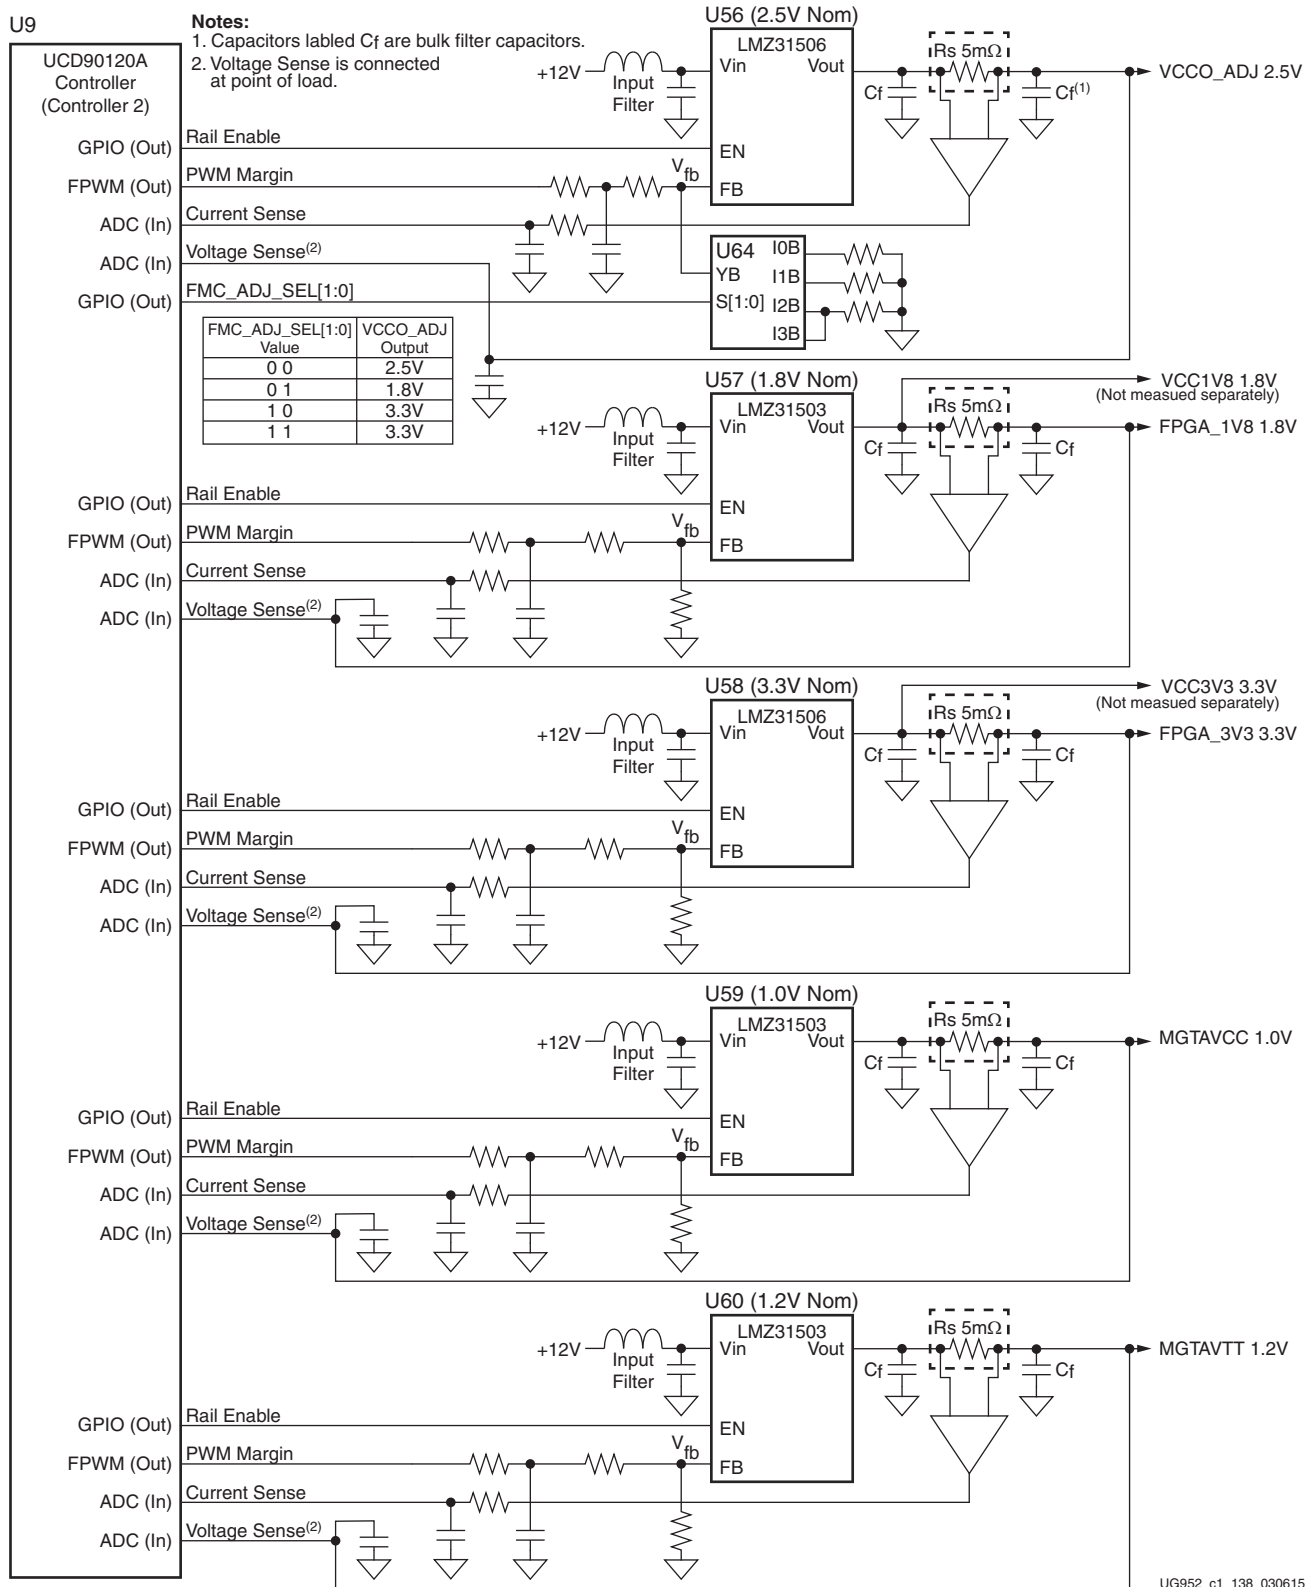 U9
Notes:
1. Capacitors labled Cf are bulk filter capacitors.
2. Voltage Sense is connected
at point of load.
UCD90120A
Controller
(Controller 2)
U56 (2.5V Nom)
LMZ31506
Vin
Vout
EN
FB
+12V
Input
Filter
Cf
Rs 5mΩ
Cf(1)
VCCO_ADJ 2.5V
GPIO (Out)
Rail Enable
FPWM (Out)
PWM Margin
Vfb
ADC (In)
Current Sense
ADC (In)
Voltage Sense(2)
GPIO (Out)
FMC_ADJ_SEL[1:0]
U64
YB
S[1:0]
I0B
I1B
I2B
I3B
FMC_ADJ_SEL[1:0] VCCO_ADJ
Value Output
0 0 2.5V
0 1 1.8V
1 0 3.3V
1 1 3.3V
U57 (1.8V Nom)
LMZ31503
Vin
Vout
EN
FB
+12V
Input
Filter
Cf
Rs 5mΩ
Cf
VCC1V8 1.8V
(Not measued separately)
FPGA_1V8 1.8V
GPIO (Out)
Rail Enable
FPWM (Out)
PWM Margin
Vfb
ADC (In)
Current Sense
ADC (In)
Voltage Sense(2)
U58 (3.3V Nom)
LMZ31506
Vin
Vout
EN
FB
+12V
Input
Filter
Cf
Rs 5mΩ
Cf
VCC3V3 3.3V
(Not measued separately)
FPGA_3V3 3.3V
GPIO (Out)
Rail Enable
FPWM (Out)
PWM Margin
Vfb
ADC (In)
Current Sense
ADC (In)
Voltage Sense(2)
U59 (1.0V Nom)
LMZ31503
Vin
Vout
EN
FB
+12V
Input
Filter
Cf
Rs 5mΩ
Cf
MGTAVCC 1.0V
GPIO (Out)
Rail Enable
FPWM (Out)
PWM Margin
Vfb
ADC (In)
Current Sense
ADC (In)
Voltage Sense(2)
U60 (1.2V Nom)
LMZ31503
Vin
Vout
EN
FB
+12V
Input
Filter
Cf
Rs 5mΩ
Cf
MGTAVTT 1.2V
GPIO (Out)
Rail Enable
FPWM (Out)
PWM Margin
Vfb
ADC (In)
Current Sense
ADC (In)
Voltage Sense(2)
UG952_c1_138_030615